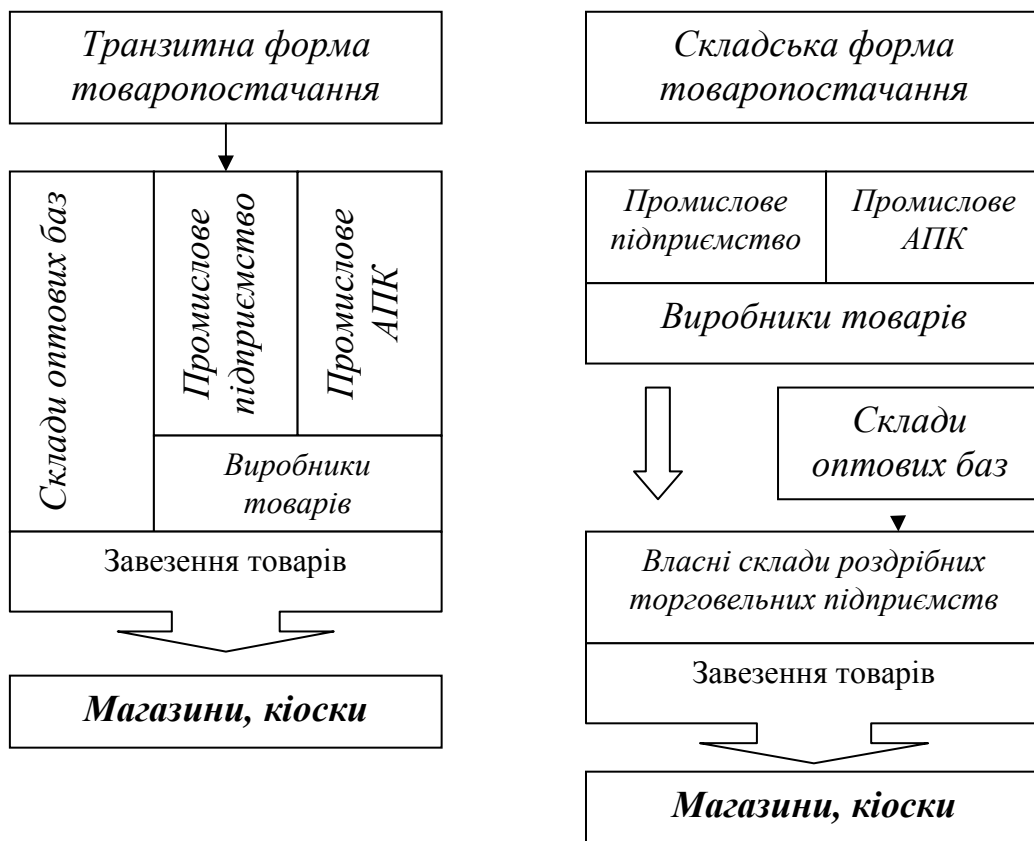 Транзитна форма
товаропостачання
Склади оптових баз
Промислове
підприємство
Промислове
АПК
Виробники
товарів
Завезення товарів
Магазини, кіоски
Складська форма
товаропостачання
Промислове
підприємство
Промислове
АПК
Виробники товарів
Склади
оптових баз
Власні склади роздрібних
торговельних підприємств
Завезення товарів
Магазини, кіоски